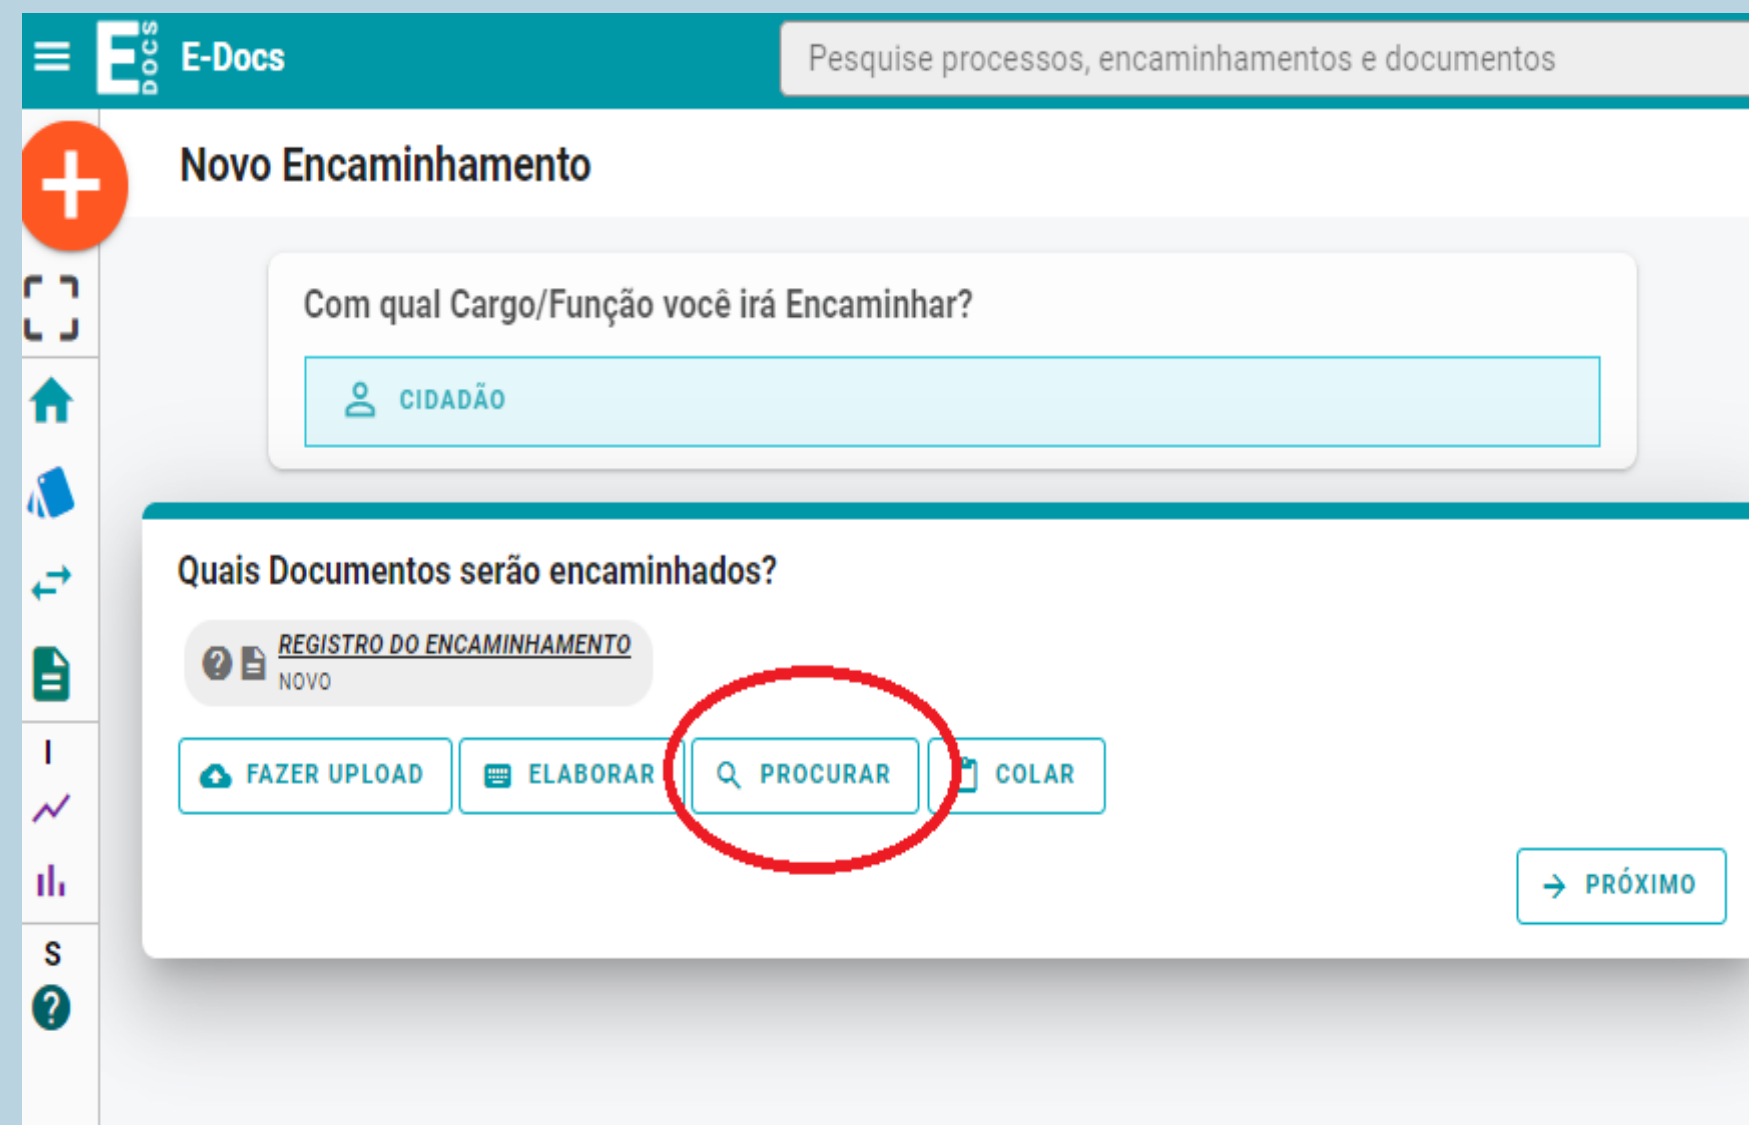 E DOCS E-Docs
Pesquise processos, encaminhamentos e documentos
Novo Encaminhamento
Com qual Cargo/Função você irá Encaminhar?
CIDADÃO
Quais Documentos serão encaminhados?
REGISTRO DO ENCAMINHAMENTO
NOVO
I
FAZER UPLOAD ELABORAR PROCURAR COLAR
PRÓXIMO
S